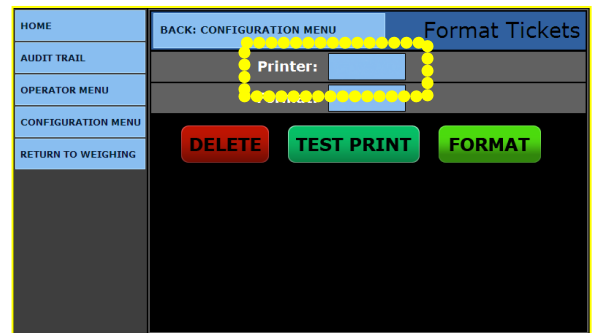 HOME
AUDIT TRAIL
OPERATOR MENU
CONFIGURATION MENU
RETURN TO WEIGHING
BACK: CONFIGURATION MENU
Format Tickets
Printer:
DELETE
TEST PRINT
FORMAT